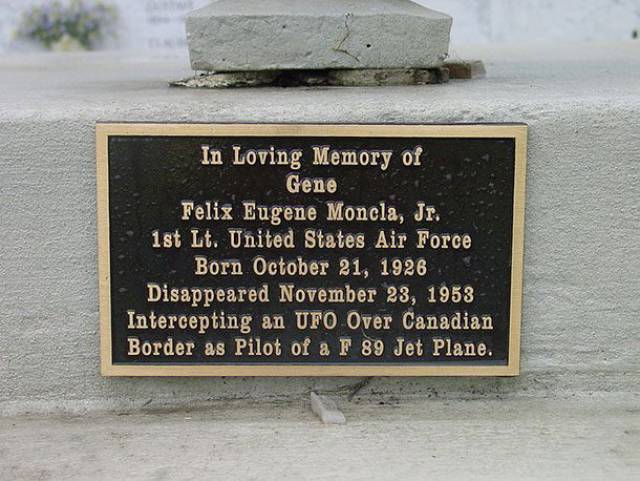 In Loving Memory of
Gene
Felix Eugene Moncla, Jr.
1st Lt. United States Air Force
Born October 21, 1926
Disappeared November 23, 1953
Intercepting an UFO Over Canadian
Border as Pilot of a F 89 Jet Plane.